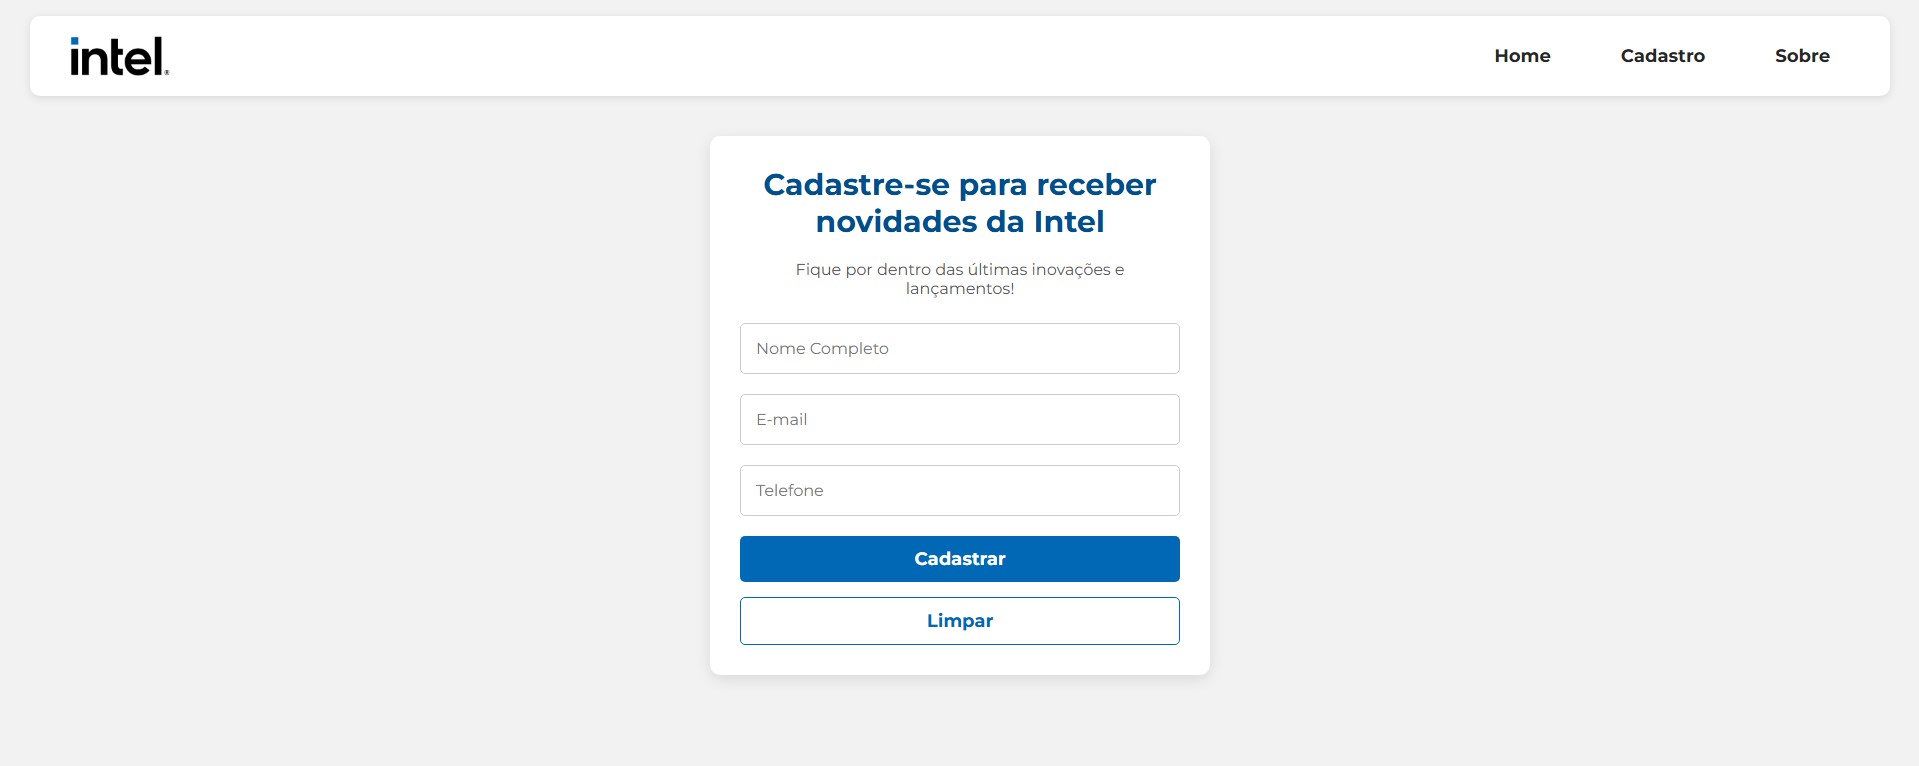 intel®
Home Cadastro Sobre
Cadastre-se para receber
novidades da Intel
Fique por dentro das últimas inovações e
lançamentos!
Nome Completo
E-mail
Telefone
Cadastrar
Limpar